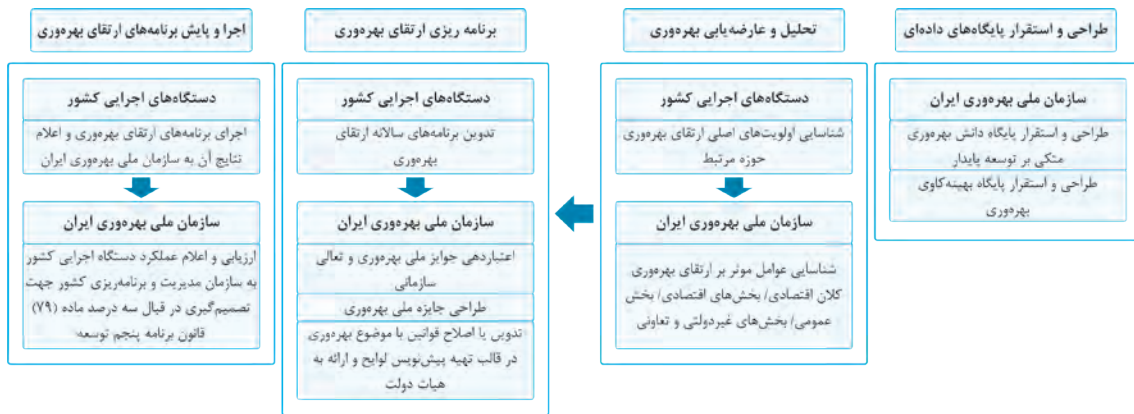 طراحی و استقرار پایگاه‌های داده‌ای
سازمان ملی بهره‌وری ایران
طراحی و استقرار پایگاه دانش بهره‌وری
متکی بر توسعه پایدار
طراحی و استقرار پایگاه بهینه‌کاوی
بهره‌وری
تحلیل و عارضه‌یابی بهره‌وری
دستگاه‌های اجرایی کشور
شناسایی اولویت‌های اصلی ارتقای بهره‌وری
حوزه مرتبط
سازمان ملی بهره‌وری ایران
شناسایی عوامل موثر بر ارتقای بهره‌وری
کلان اقتصادی/ بخش‌های اقتصادی/ بخش
عمومی/ بخش‌های غیردولتی و تعاونی
برنامه ریزی ارتقای بهره‌وری
دستگاه‌های اجرایی کشور
تدوین برنامه‌های سالانه ارتقای
بهره‌وری
سازمان ملی بهره‌وری ایران
اعتباردهی جوایز ملی بهره‌وری و تعالی
سازمانی
طراحی جایزه ملی بهره‌وری
تدوین یا اصلاح قوانین با موضوع بهره‌وری
در قالب تهیه پیش‌نویس لوایح و ارائه به
هیات دولت
اجرا و پایش برنامه‌های ارتقای بهره‌وری
دستگاه‌های اجرایی کشور
اجرای برنامه‌های ارتقای بهره‌وری و اعلام
نتایج آن به سازمان ملی بهره‌وری ایران
سازمان ملی بهره‌وری ایران
ارزیابی و اعلام عملکرد دستگاه اجرایی کشور
به سازمان مدیریت و برنامه‌ریزی کشور جهت
تصمیم‌گیری در قبال سه درصد ماده (۷۹)
قانون برنامه پنجم توسعه